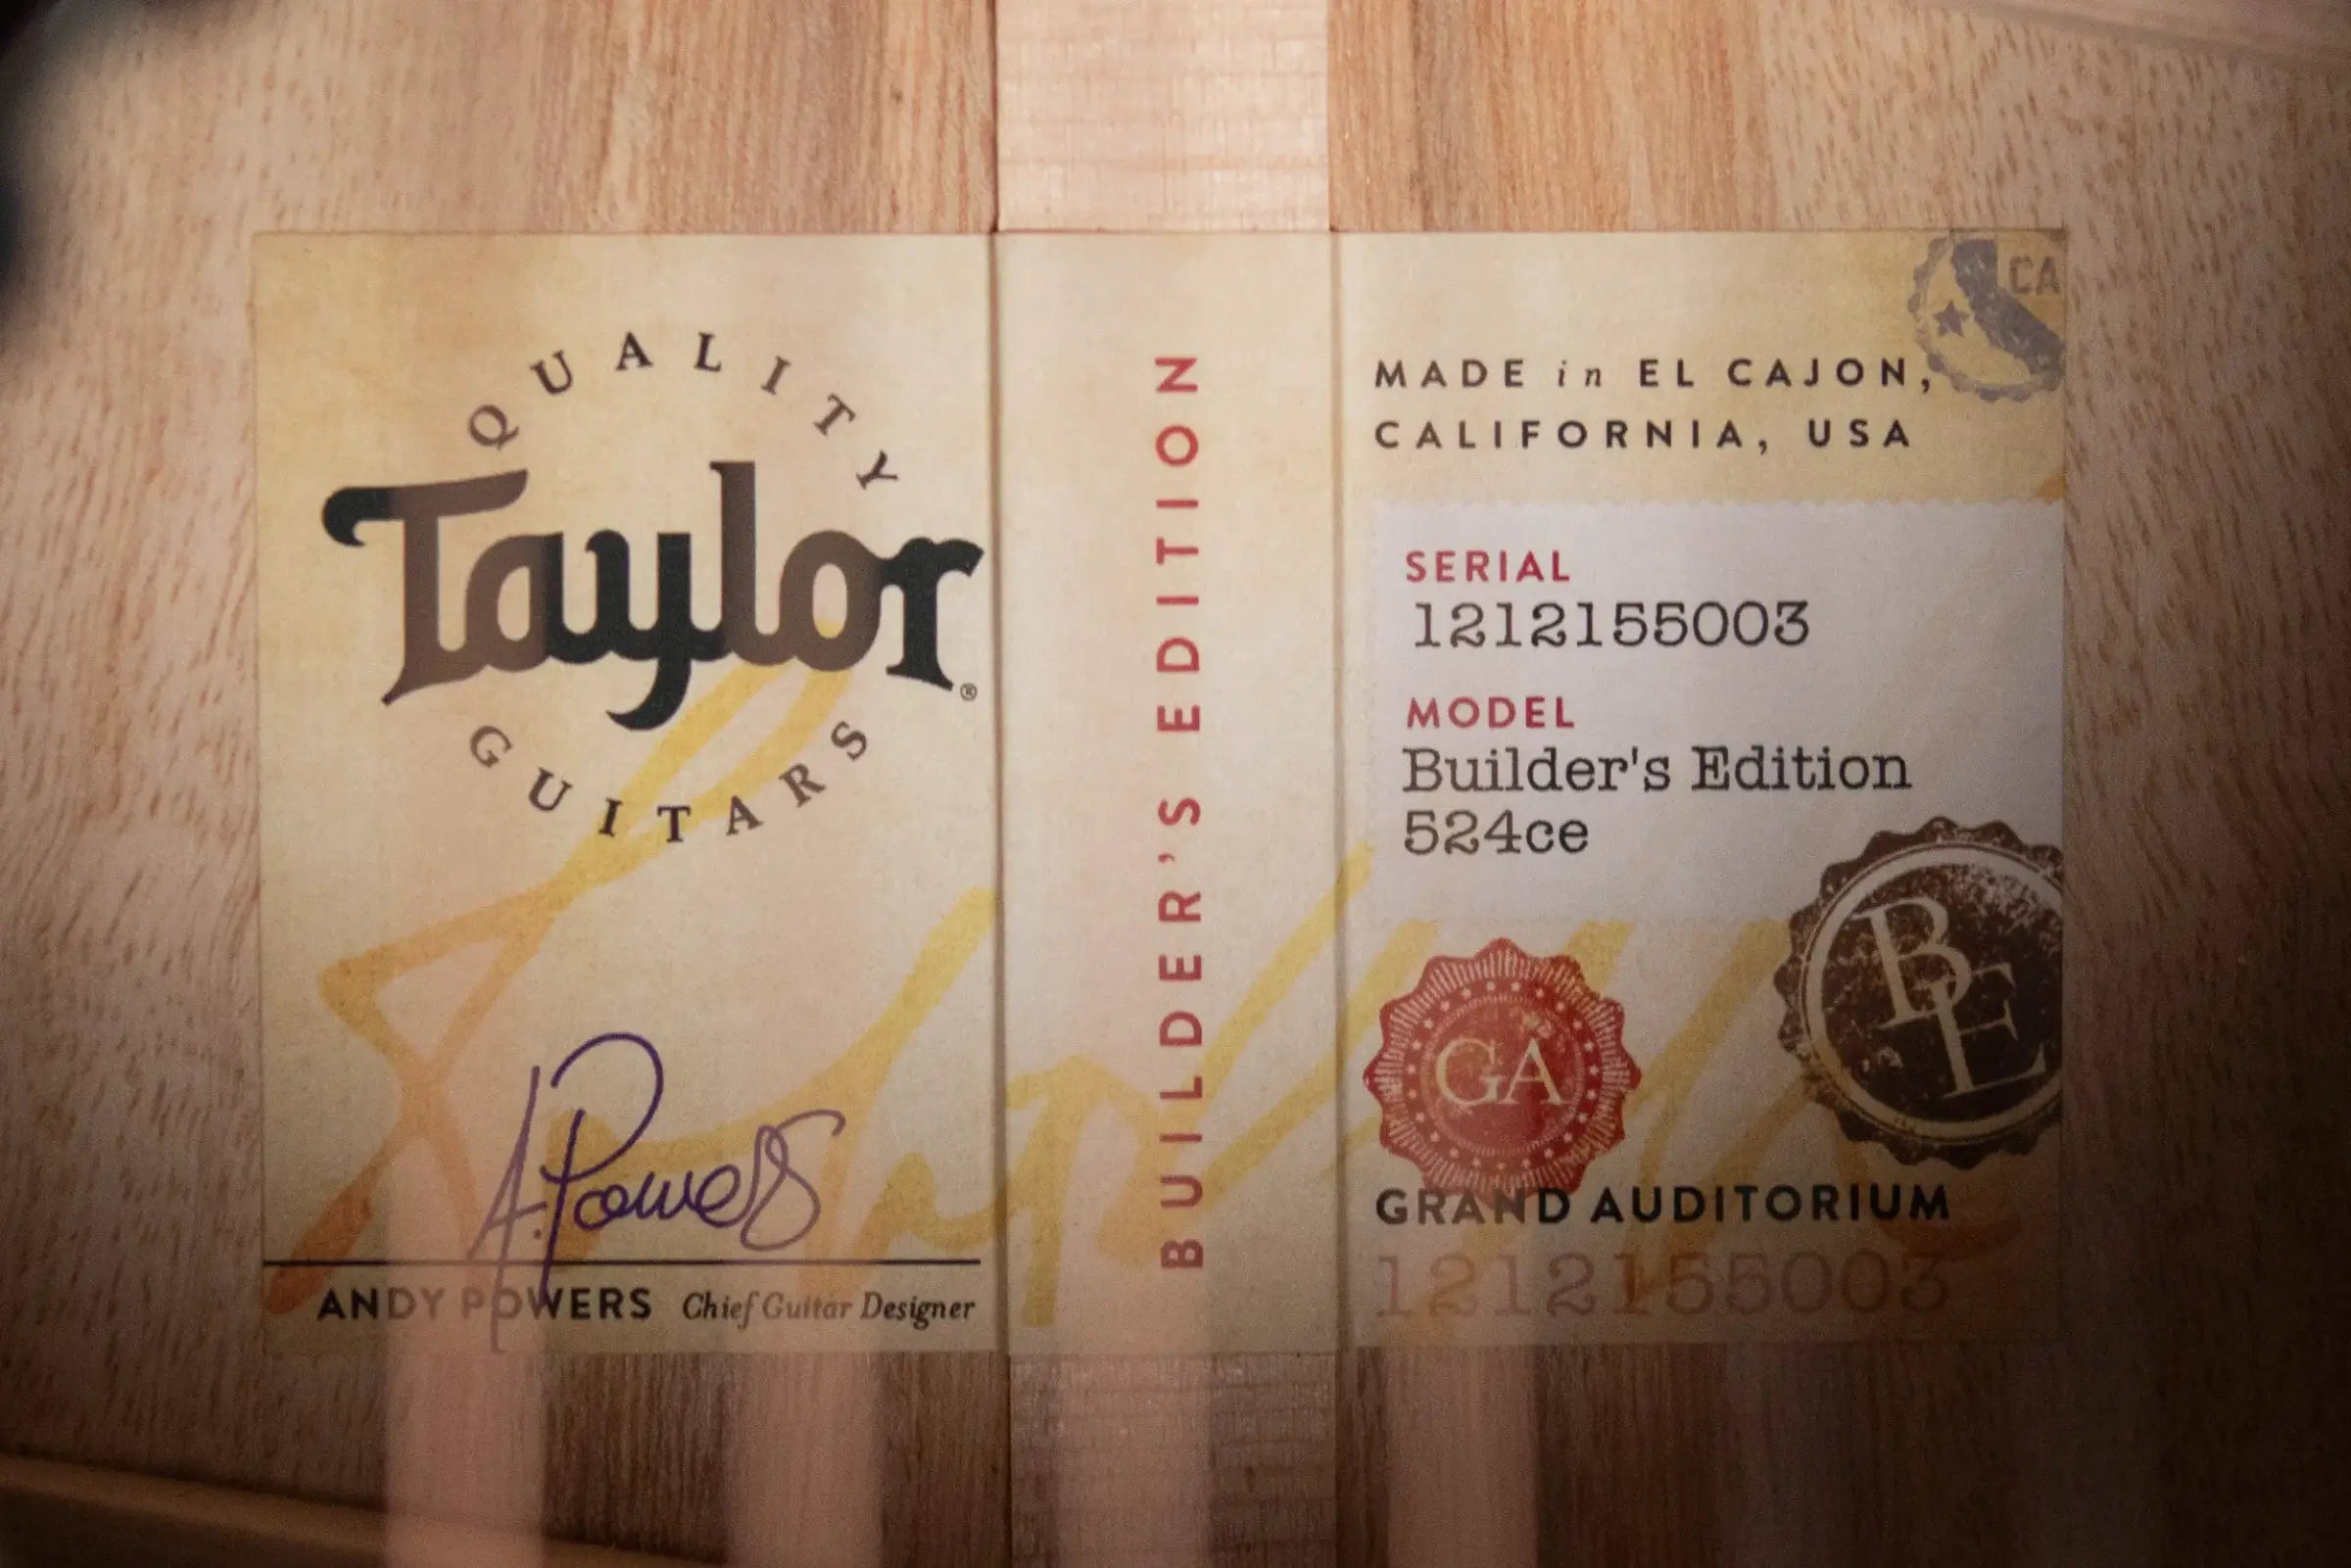 QUALITY
Taylor®
GUITARS
A. Powers
ANDY POWERS Chief Guitar Designer
BUILDER'S EDITION
CA
MADE in EL CAJON,
CALIFORNIA, USA
SERIAL
1212155003
MODEL
Builder's Edition
524ce
BE
GA
GRAND AUDITORIUM
1212155003